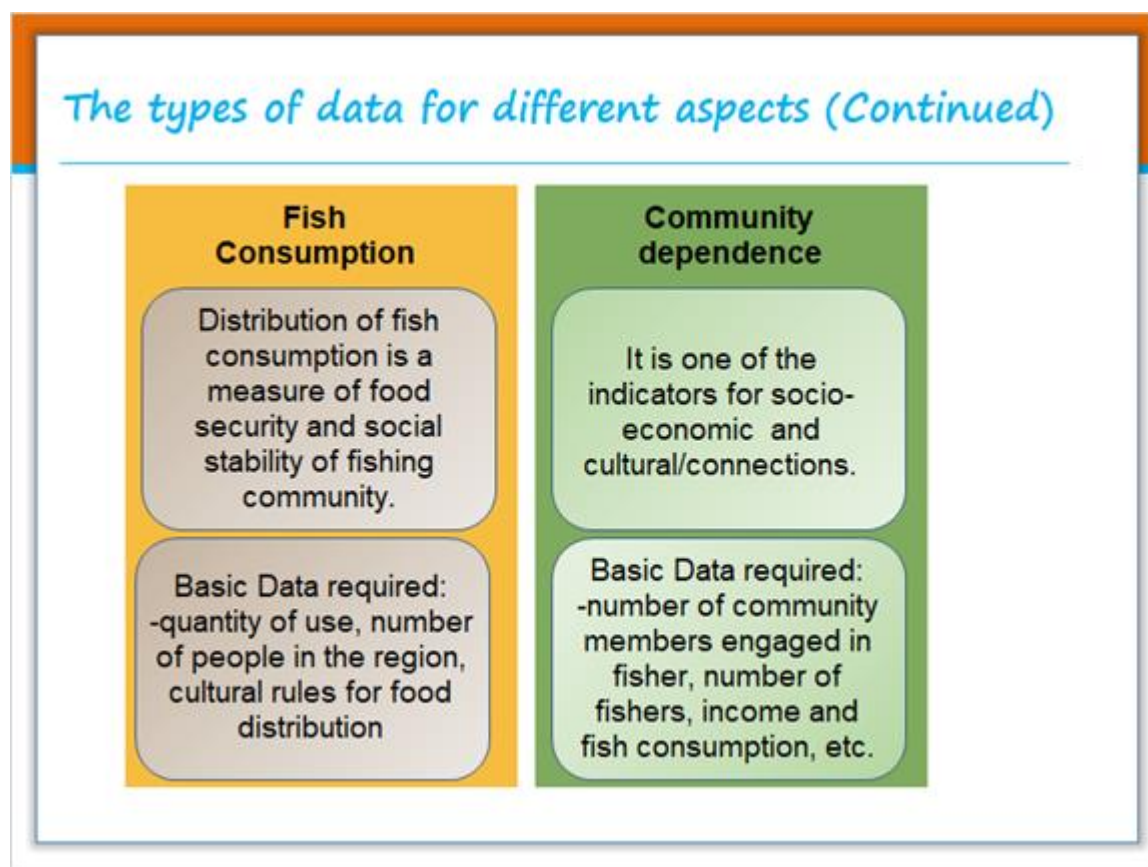 The types of data for different aspects (Continued)
Fish
Consumption
Distribution of fish
consumption is a
measure of food
security and social
stability of fishing
community.
Basic Data required:
-quantity of use, number
of people in the region,
cultural rules for food
distribution
Community
dependence
It is one of the
indicators for socio-
economic and
cultural/connections.
Basic Data required:
-number of community
members engaged in
fisher, number of
fishers, income and
fish consumption, etc.